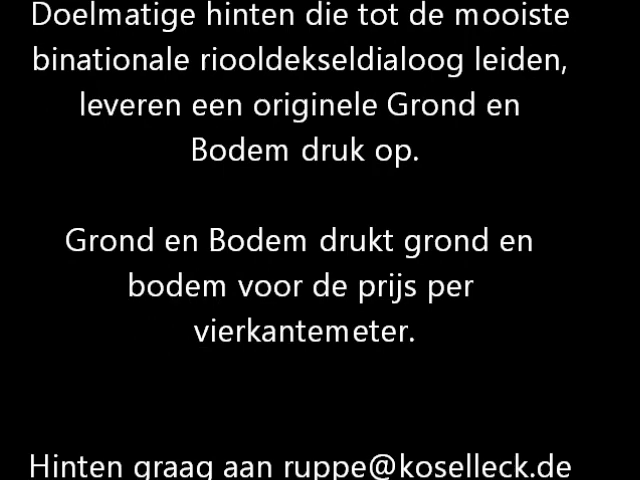 Doelmatige hinten die tot de mooiste
binationale riooldekseldialoog leiden,
leveren een originele Grond en
Bodem druk op.
Grond en Bodem drukt grond en
bodem voor de prijs per
vierkantemeter.
Hinten graag aan ruppe@koselleck.de